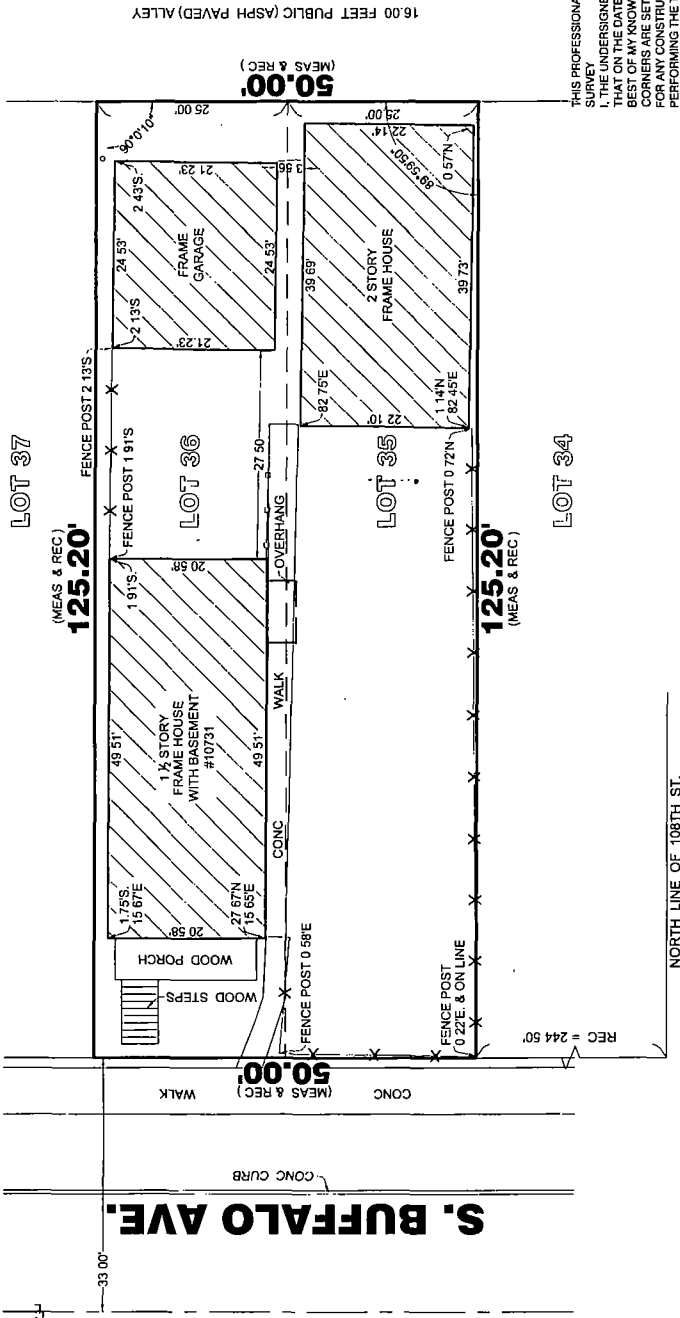 16.00 FEET PUBLIC (ASPH PAVED) ALLEY
50.00'
(MEAS & REC )
25 00'
25.00'
90°0'10"
89°59'50"
LOT 37
125.20'
(MEAS & REC )
FENCE POST 2 13'S
FENCE POST 1 91'S
2 43'S.
2 13'S
24 53'
21.23'
FRAME
GARAGE
24 53'
21.23'
3.56
22 14'
0 57'N
39 69'
2 STORY
FRAME HOUSE
39 73'
82 75'E
22 10'
1 14'N
82 45'E
LOT 36
27 50
OVERHANG
LOT 35
FENCE POST 0 72'N
LOT 34
125.20'
(MEAS & REC )
1 91'S.
20 58'
49 51'
1 ½ STORY
FRAME HOUSE
WITH BASEMENT
#10731
49 51'
1.75'S.
15 67'E
27 67'N
15 65'E
20 58'
WOOD PORCH
WOOD STEPS
CONC WALK
FENCE POST 0 58'E
FENCE POST
0 22'E. & ON LINE
50.00'
(MEAS & REC )
REC = 244 50'
NORTH LINE OF 108TH ST.
CONC WALK
CONC CURB
S. BUFFALO AVE.
33 00'
THIS PROFESSIONA
SURVEY
I, THE UNDERSIGNE
THAT ON THE DATE
BEST OF MY KNOW
CORNERS ARE SET
FOR ANY CONSTRU
PERFORMING THE T